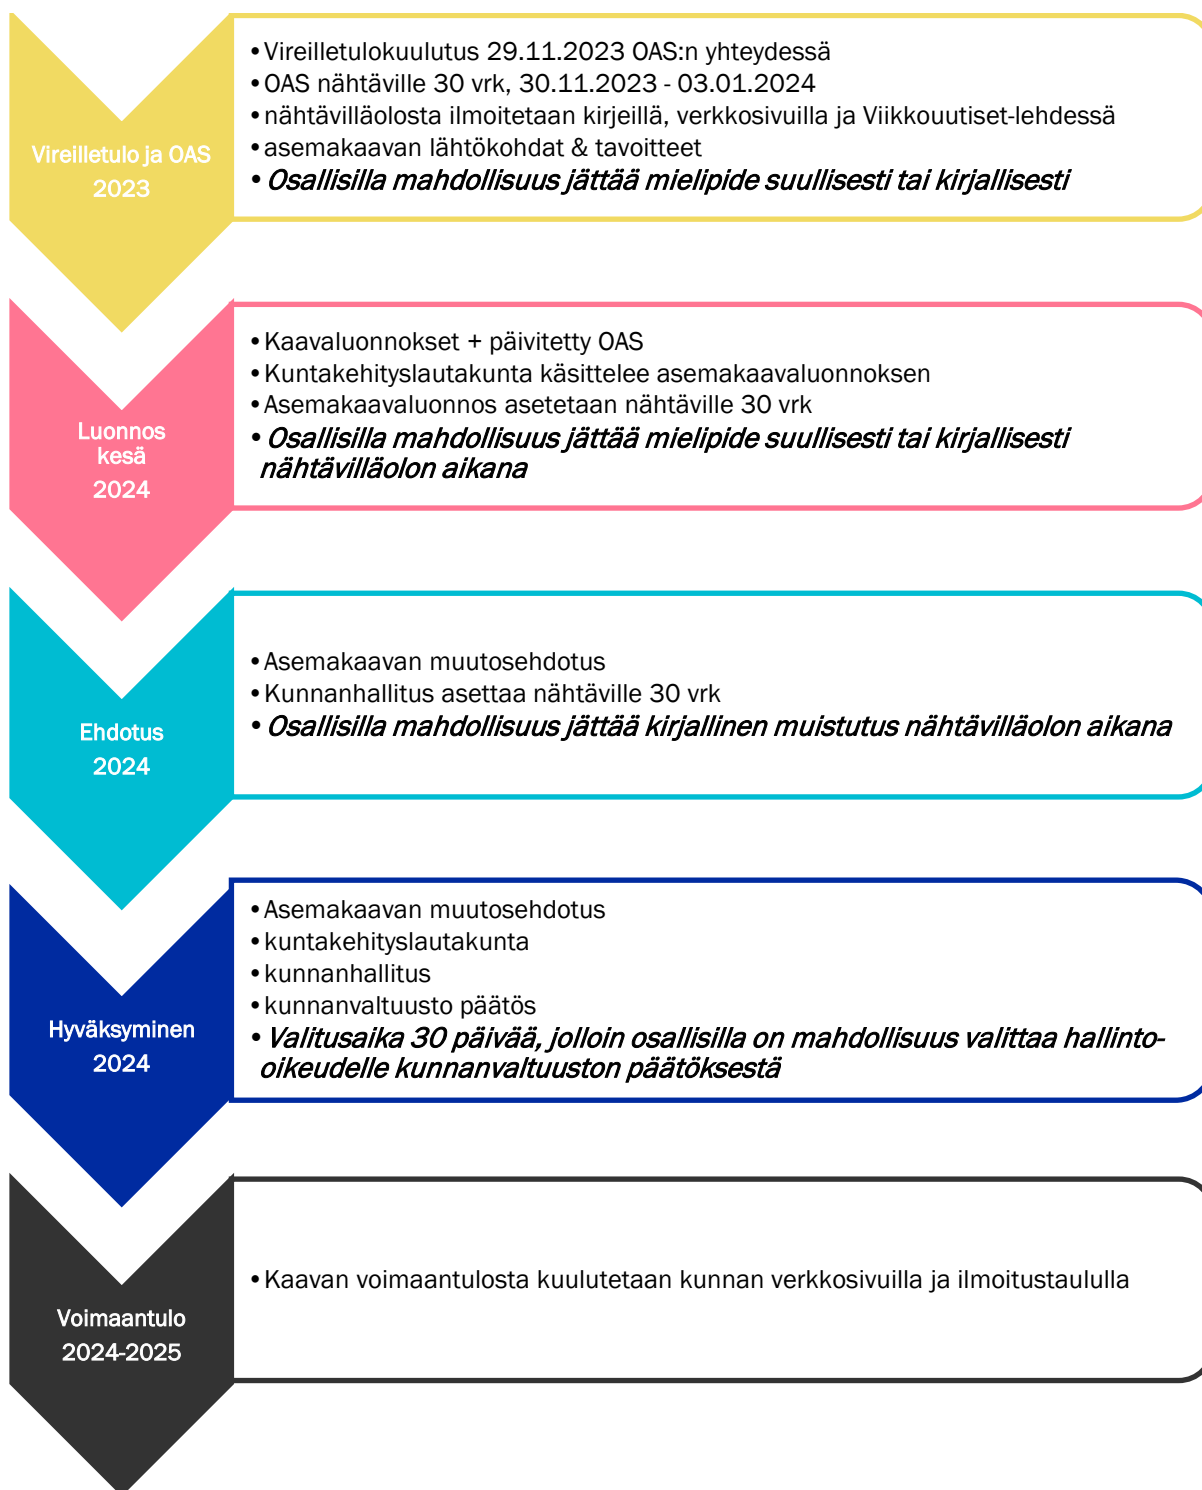 Vireilletulo ja OAS
2023
•Vireilletulokuulutus 29.11.2023 OAS:n yhteydessä
•OAS nähtäville 30 vrk, 30.11.2023 - 03.01.2024
•nähtävilläolosta ilmoitetaan kirjeillä, verkkosivuilla ja Viikkouutiset-lehdessä
•asemakaavan lähtökohdat & tavoitteet
•Osallisilla mahdollisuus jättää mielipide suullisesti tai kirjallisesti
Luonnos
kesä
2024
•Kaavaluonnokset + päivitetty OAS
•Kuntakehityslautakunta käsittelee asemakaavaluonnoksen
•Asemakaavaluonnos asetetaan nähtäville 30 vrk
•Osallisilla mahdollisuus jättää mielipide suullisesti tai kirjallisesti
nähtävilläolon aikana
Ehdotus
2024
•Asemakaavan muutosehdotus
•Kunnanhallitus asettaa nähtäville 30 vrk
•Osallisilla mahdollisuus jättää kirjallinen muistutus nähtävilläolon aikana
Hyväksyminen
2024
•Asemakaavan muutosehdotus
•kuntakehityslautakunta
•kunnanhallitus
•kunnanvaltuusto päätös
•Valitusaika 30 päivää, jolloin osallisilla on mahdollisuus valittaa hallinto-
oikeudelle kunnanvaltuuston päätöksestä
Voimaantulo
2024-2025
•Kaavan voimaantulosta kuulutetaan kunnan verkkosivuilla ja ilmoitustaululla